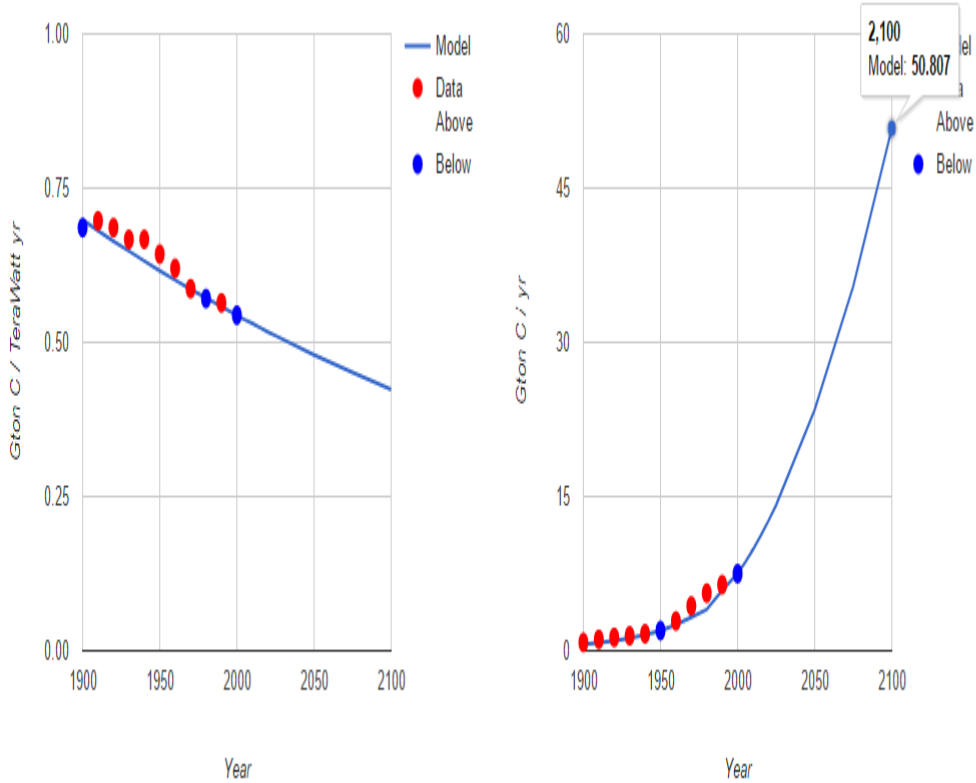 1.00
0.75
0.50
0.25
0.00
Gton C / TeraWatt yr
1900
1950
2000
2050
2100
Year
Model
Data
Above
Below
60
45
30
15
0
Gton C / yr
1900
1950
2000
2050
2100
Year
2,100
Model: 50.807
Above
Below